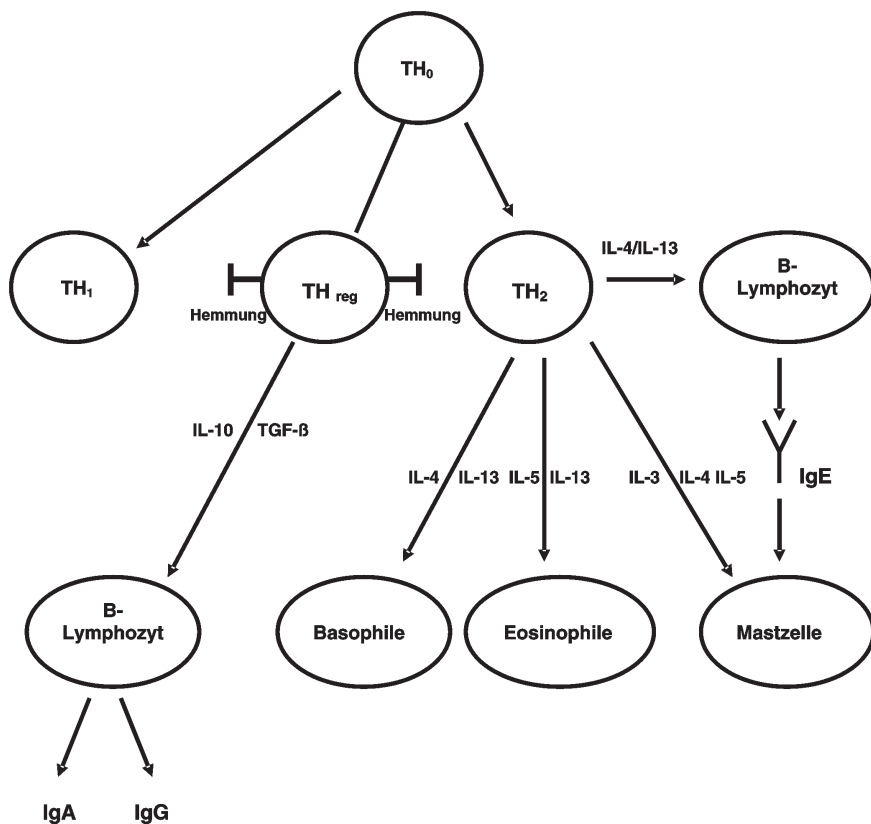 TH₀
IL-4/IL-13
B-
Lymphozyt
TH₁
TH reg
TH₂
Hemmung
Hemmung
IL-10
TGF-ß
IL-4
IL-13
IL-5
IL-13
IL-3
IL-4 IL-5
IgE
B-
Lymphozyt
Basophile
Eosinophile
Mastzelle
IgA
IgG